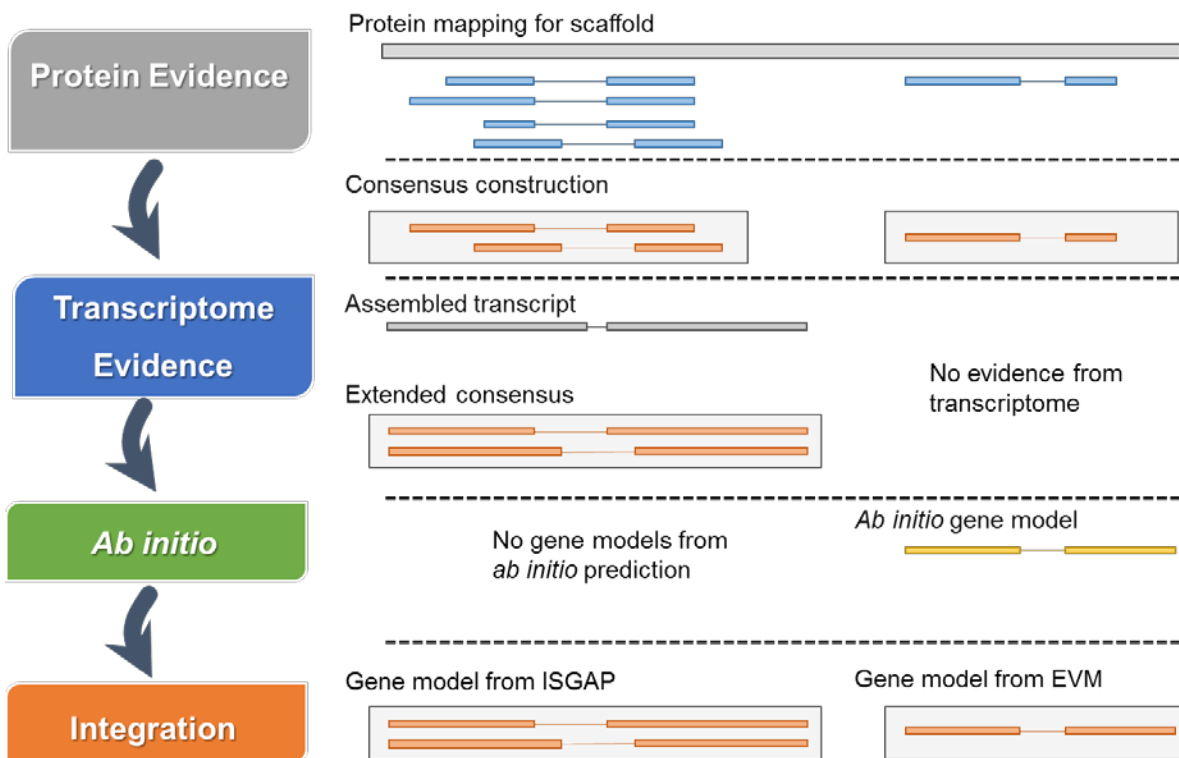 Protein mapping for scaffold
Protein Evidence
Consensus construction
Transcriptome
Evidence
Assembled transcript
No evidence from
transcriptome
Extended consensus
Ab initio
Ab initio gene model
No gene models from
ab initio prediction
Integration
Gene model from ISGAP
Gene model from EVM